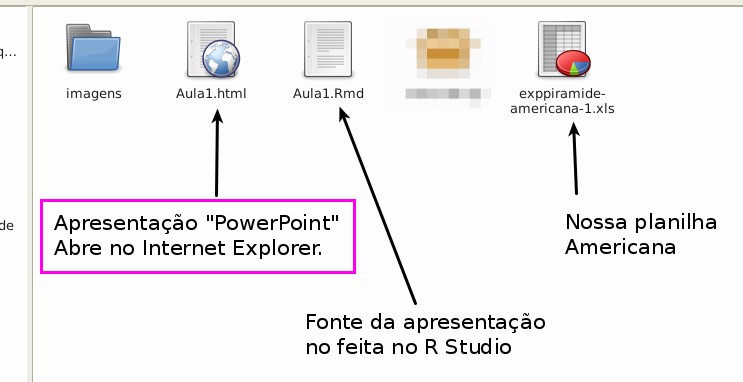 q...
imagens
Aula1.html
Aula1.Rmd
exppiramide-
americana-1.xls
de
Apresentação "PowerPoint"
Abre no Internet Explorer.
Nossa planilha
Americana
Fonte da apresentação
no feita no R Studio